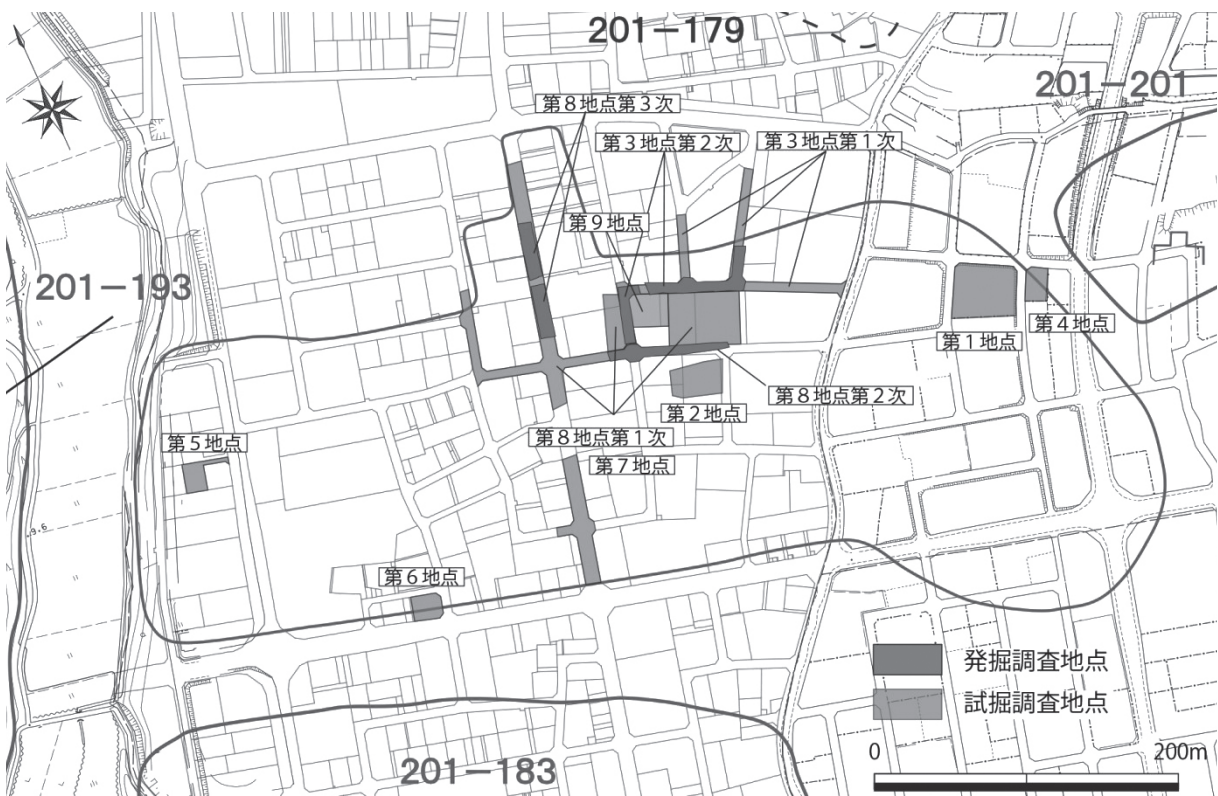 201-179
201-201
第8地点第3次
第3地点第2次
第3地点第1次
第9地点
201-193
第1地点
第4地点
第8地点第2次
第2地点
第8地点第1次
第7地点
第5地点
9.6
第6地点
発掘調査地点
試掘調査地点
0
200m
201-183